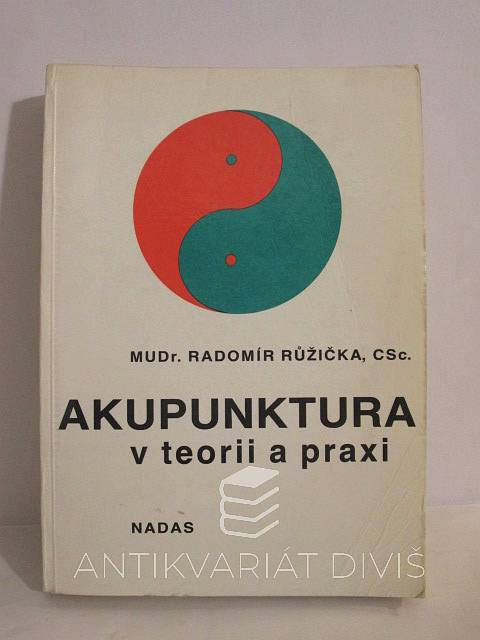 MUDr. RADOMÍR RŮŽIČKA, CSc.
AKUPUNKTURA
v teorii a praxi
NADAS
ANTIKVARIÁT DIVIŠ